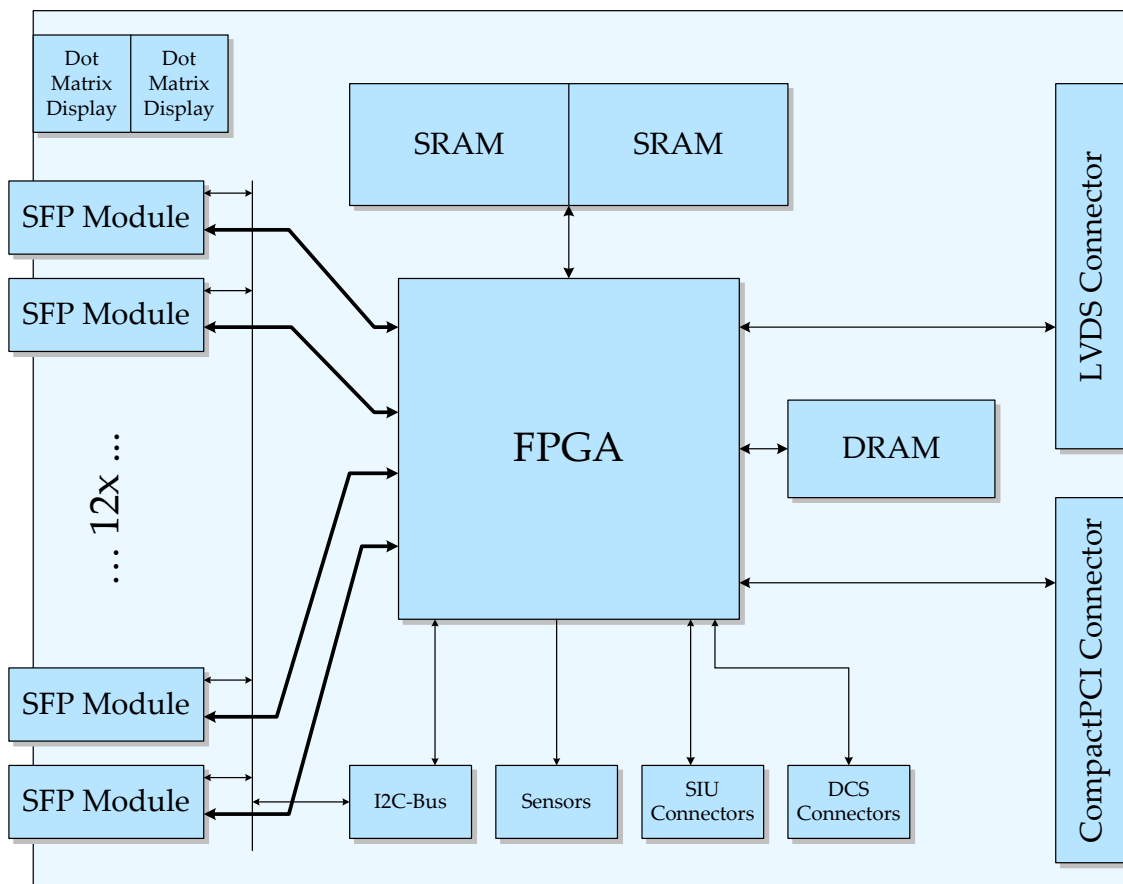 Dot
Matrix
Display
Dot
Matrix
Display
SRAM
SRAM
LVDS Connector
SFP Module
SFP Module
FPGA
DRAM
... 12x ...
CompactPCI Connector
SFP Module
SFP Module
I2C-Bus
Sensors
SIU
Connectors
DCS
Connectors